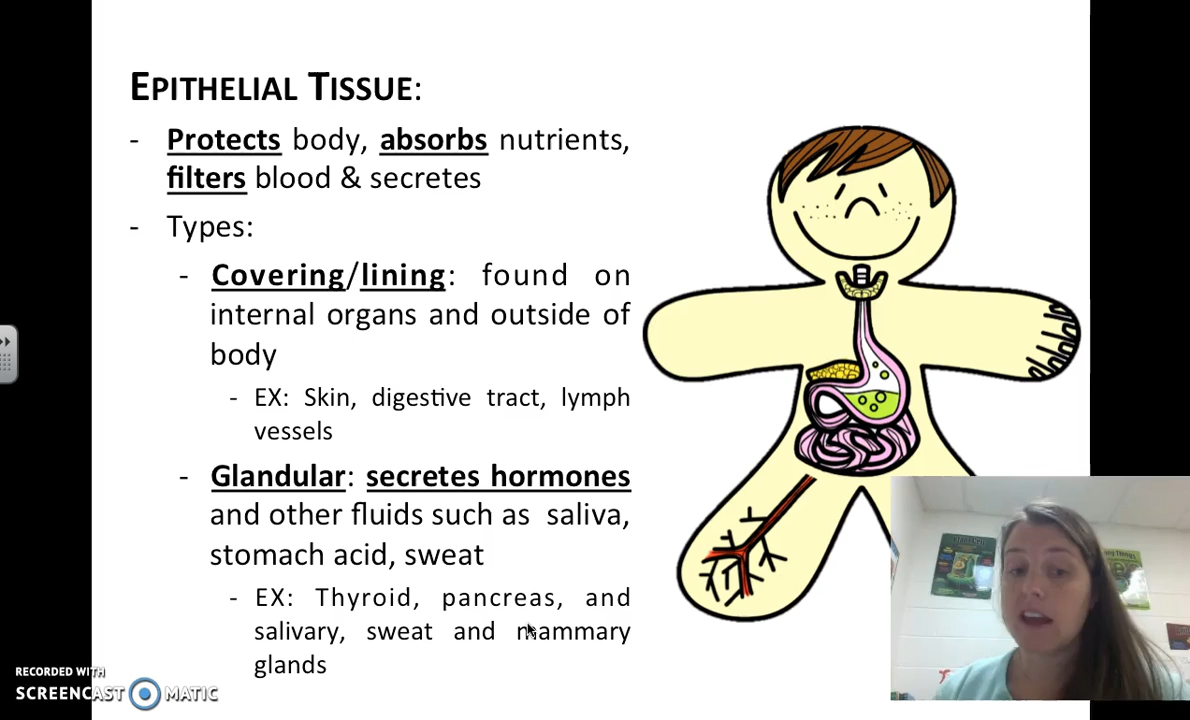 EPITHELIAL TISSUE:
- Protects body, absorbs nutrients,
filters blood & secretes
- Types:
- Covering/lining: found on
internal organs and outside of
body
- EX: Skin, digestive tract, lymph
vessels
- Glandular: secretes hormones
and other fluids such as saliva,
stomach acid, sweat
- EX: Thyroid, pancreas, and
salivary, sweat and mammary
glands
RECORDED WITH
SCREENCAST MATIC